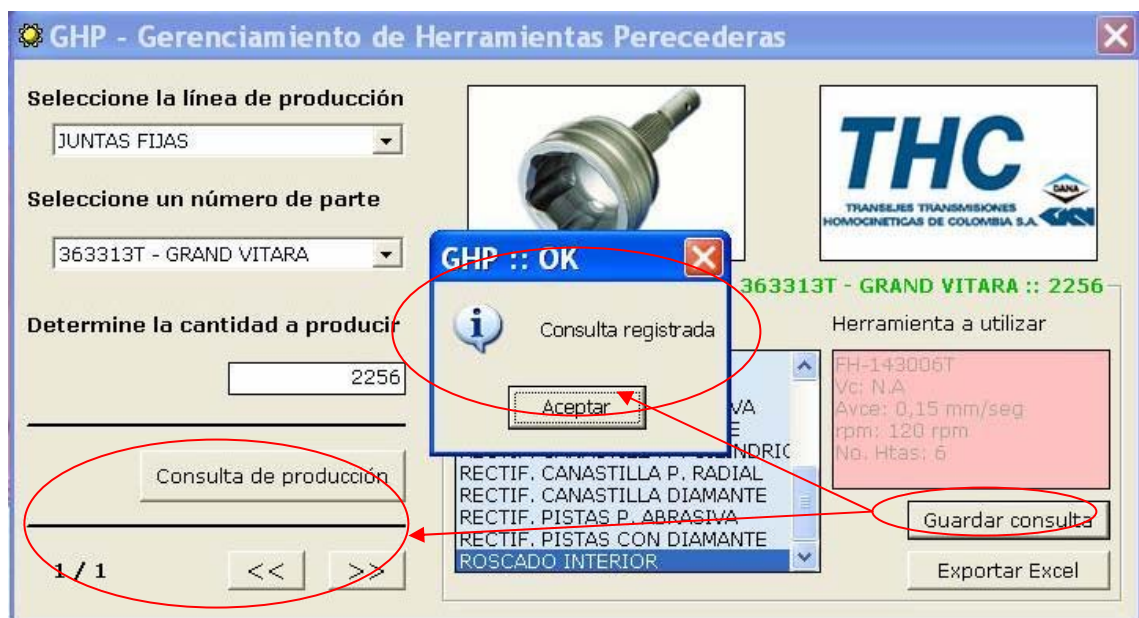 GHP - Gerenciamiento de Herramientas Perecederas
Seleccione la línea de producción
JUNTAS FIJAS
Seleccione un número de parte
363313T - GRAND VITARA
Determine la cantidad a producir
2256
Consulta de producción
1 / 1
<<
>>
THC
DANA
TRANSEJES TRANSMISIONES
HOMOCINETICAS DE COLOMBIA S.A.
GKN
GHP :: OK
Consulta registrada
Aceptar
363313T - GRAND VITARA :: 2256
Herramienta a utilizar
FH-143006T
Vc: N.A
Avce: 0,15 mm/seg
rpm: 120 rpm
No. Htas: 6
RECTIF. CANASTILLA P. RADIAL
RECTIF. CANASTILLA DIAMANTE
RECTIF. PISTAS P. ABRASIVA
RECTIF. PISTAS CON DIAMANTE
ROSCADO INTERIOR
Guardar consulta
Exportar Excel